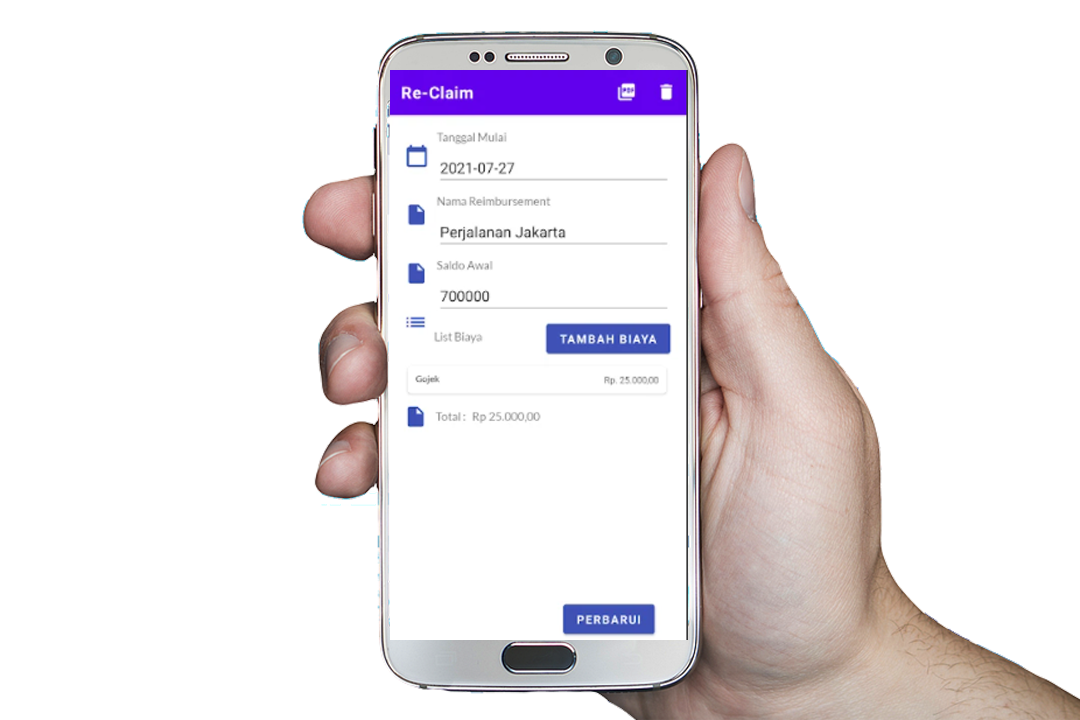 Re-Claim
PDF
Tanggal Mulai
2021-07-27
Nama Reimbursement
Perjalanan Jakarta
Saldo Awal
700000
List Biaya
TAMBAH BIAYA
Gojek Rp. 25.000,00
Total : Rp 25.000,00
PERBARUI